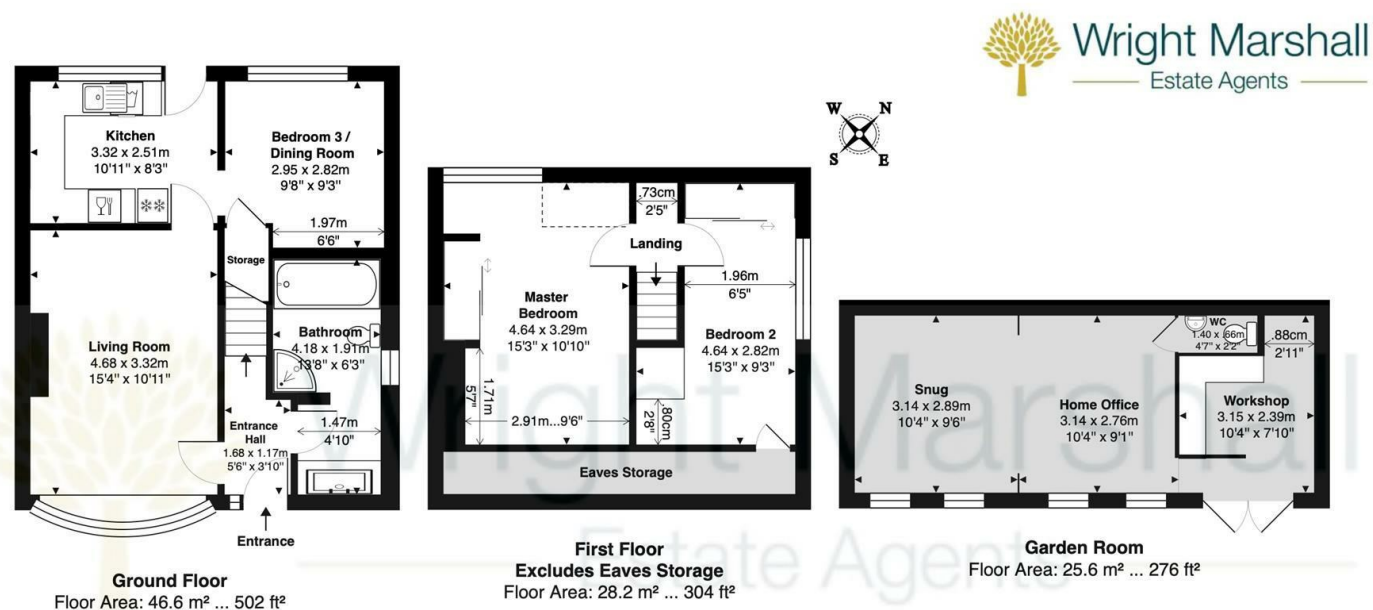 Wright Marshall
Estate Agents
Kitchen
3.32 x 2.51m
10'11" x 8'3"
Bedroom 3 /
Dining Room
2.95 x 2.82m
9'8" x 9'3"
1.97m
6'6"
Storage
Living Room
4.68 x 3.32m
15'4" x 10'11"
Bathroom
4.18 x 1.91m
13'8" x 6'3"
Entrance
Hall
1.68 x 1.17m
5'6" x 3'10"
1.47m
4'10"
Entrance
Ground Floor
Floor Area: 46.6 m² ... 502 ft²
.73cm
2'5"
Landing
Master
Bedroom
4.64 x 3.29m
15'3" x 10'10"
1.96m
6'5"
Bedroom 2
4.64 x 2.82m
15'3" x 9'3"
1.71m
5'7"
2.91m...9'6"
.80cm
2'8"
Eaves Storage
First Floor
Excludes Eaves Storage
Floor Area: 28.2 m² ... 304 ft²
W N
S E
WC
1.40 x .66m
4'7" x 2'2"
.88cm
2'11"
Snug
3.14 x 2.89m
10'4" x 9'6"
Home Office
3.14 x 2.76m
10'4" x 9'1"
Workshop
3.15 x 2.39m
10'4" x 7'10"
Garden Room
Floor Area: 25.6 m² ... 276 ft²
Wright Marshall
Estate Agents